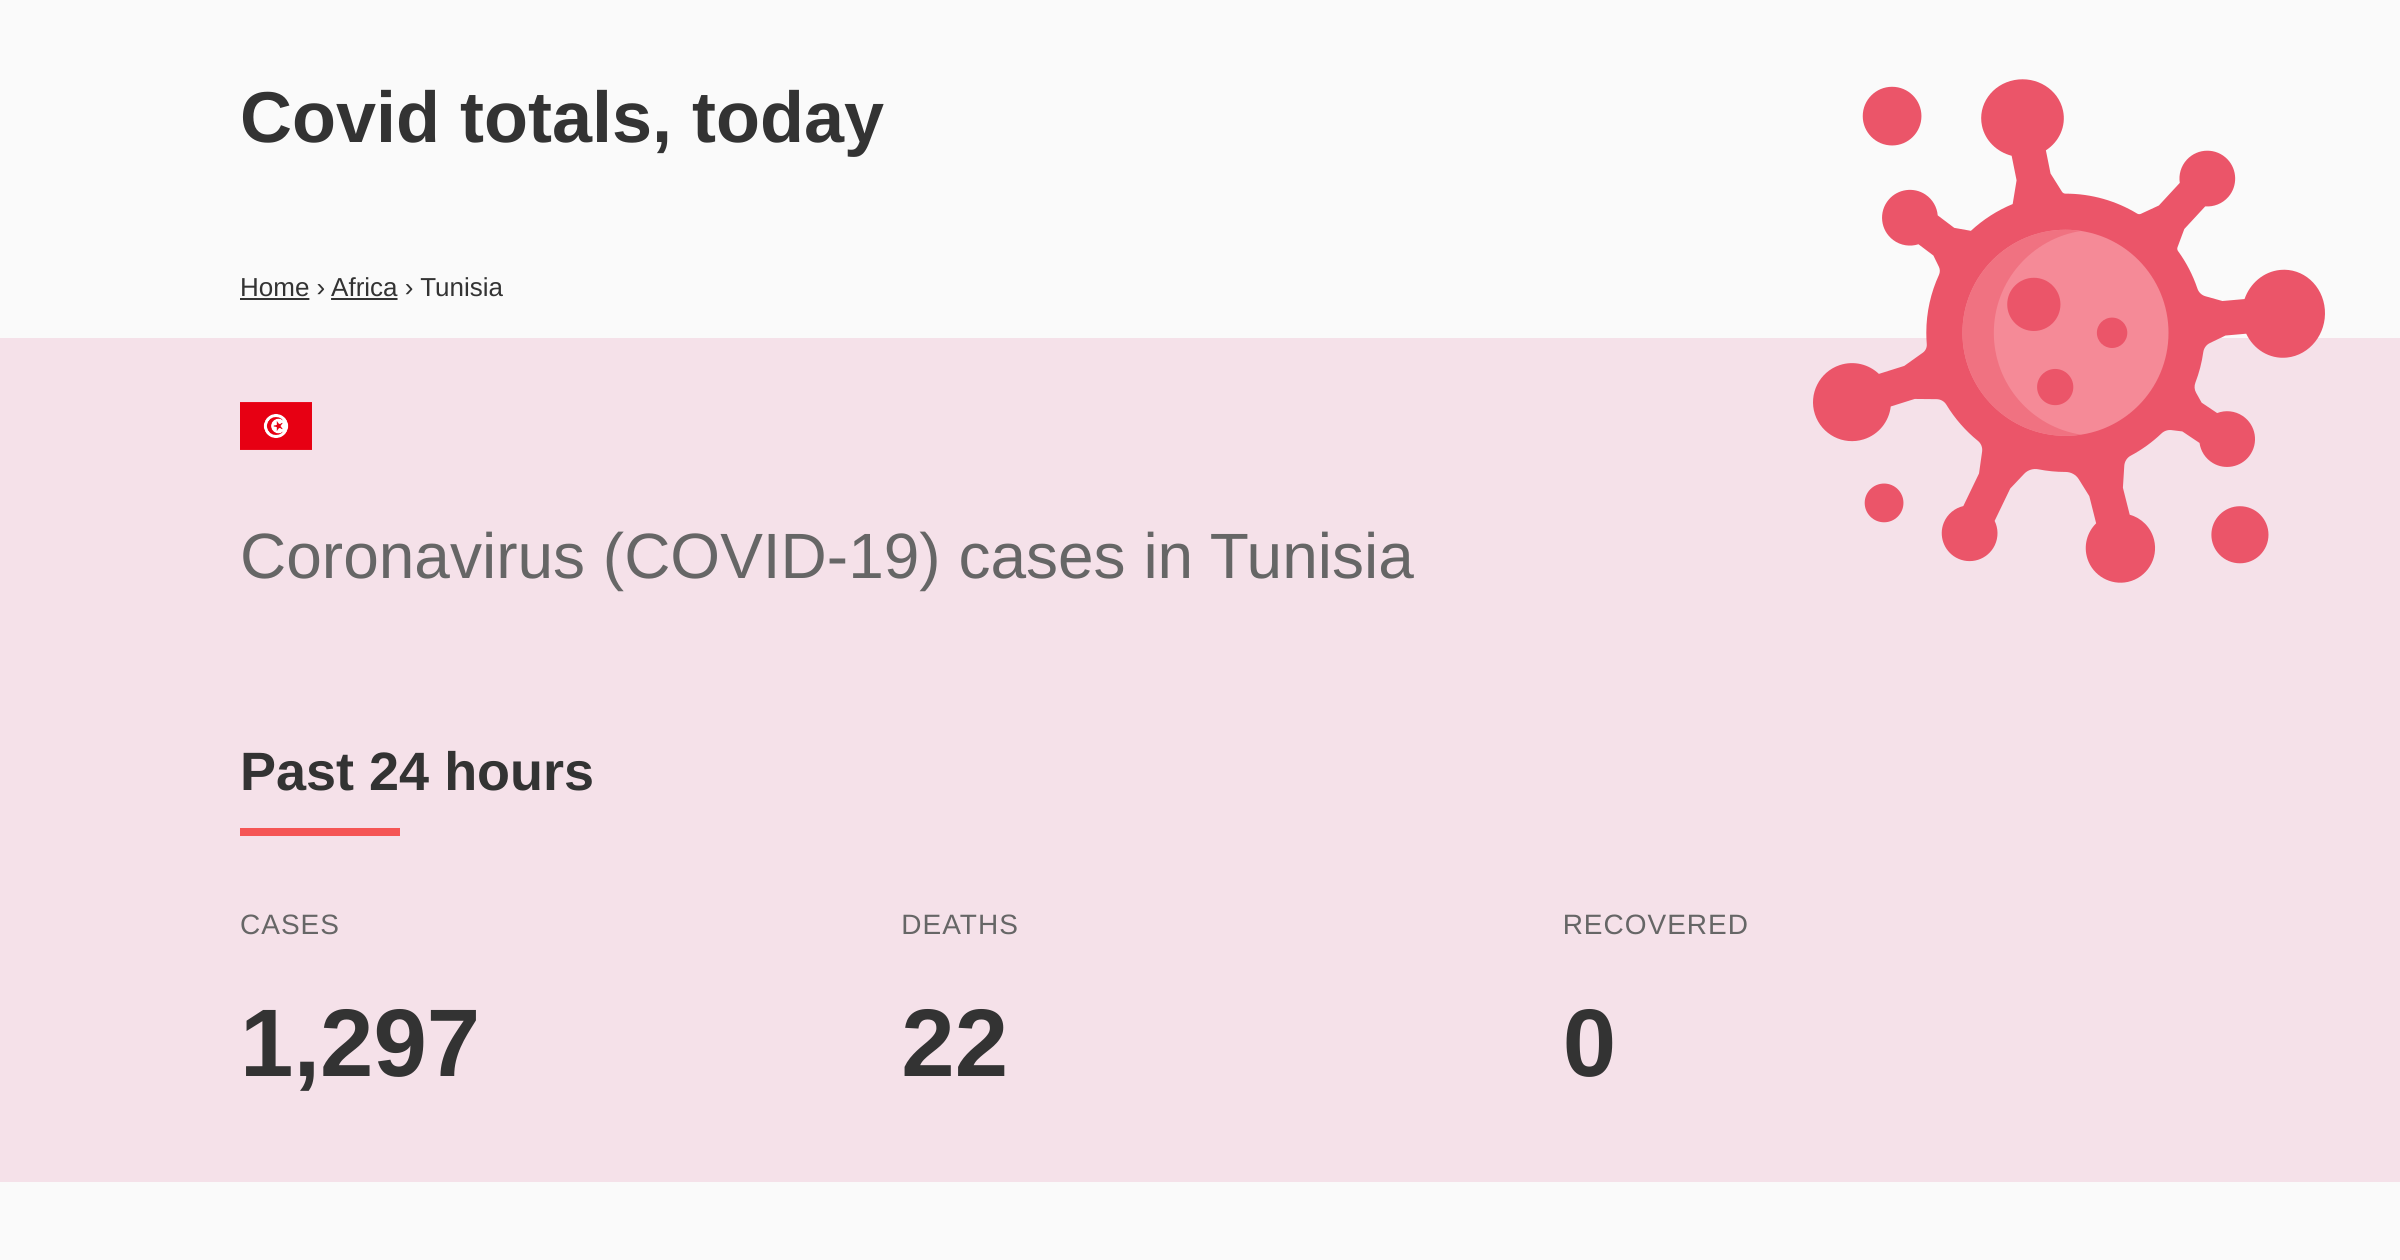 Covid totals, today
Home › Africa › Tunisia
Coronavirus (COVID-19) cases in Tunisia
Past 24 hours
CASES DEATHS RECOVERED
1,297 22 0